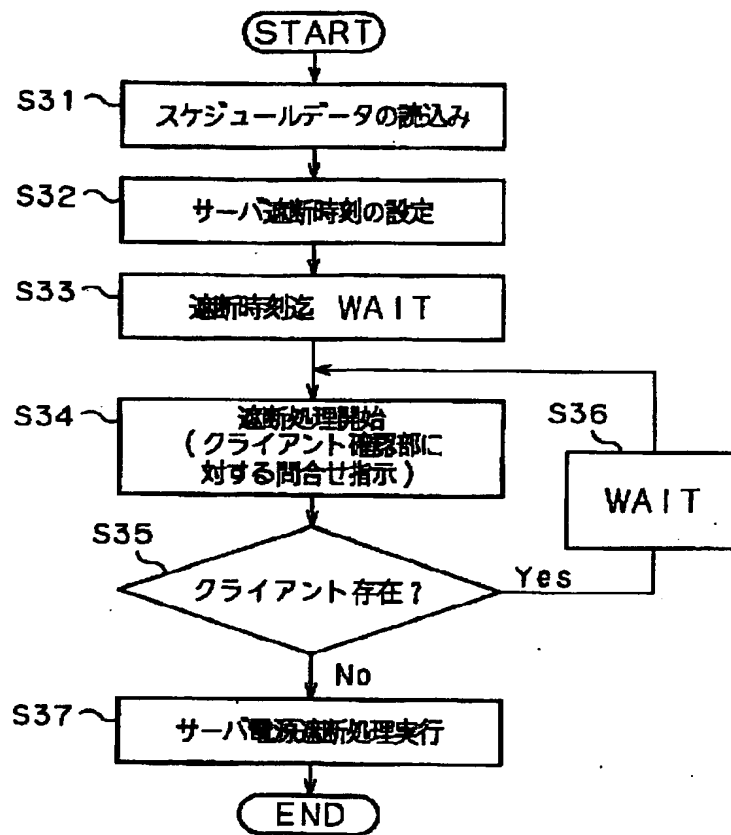 START
S31
スケジュールデータの読込み
S32
サーバ遮断時刻の設定
S33
遮断時刻迄 WAIT
S34
遮断処理開始
(クライアント確認部に
対する問合せ指示)
S36
WAIT
S35
クライアント存在?
Yes
No
S37
サーバ電源遮断処理実行
END